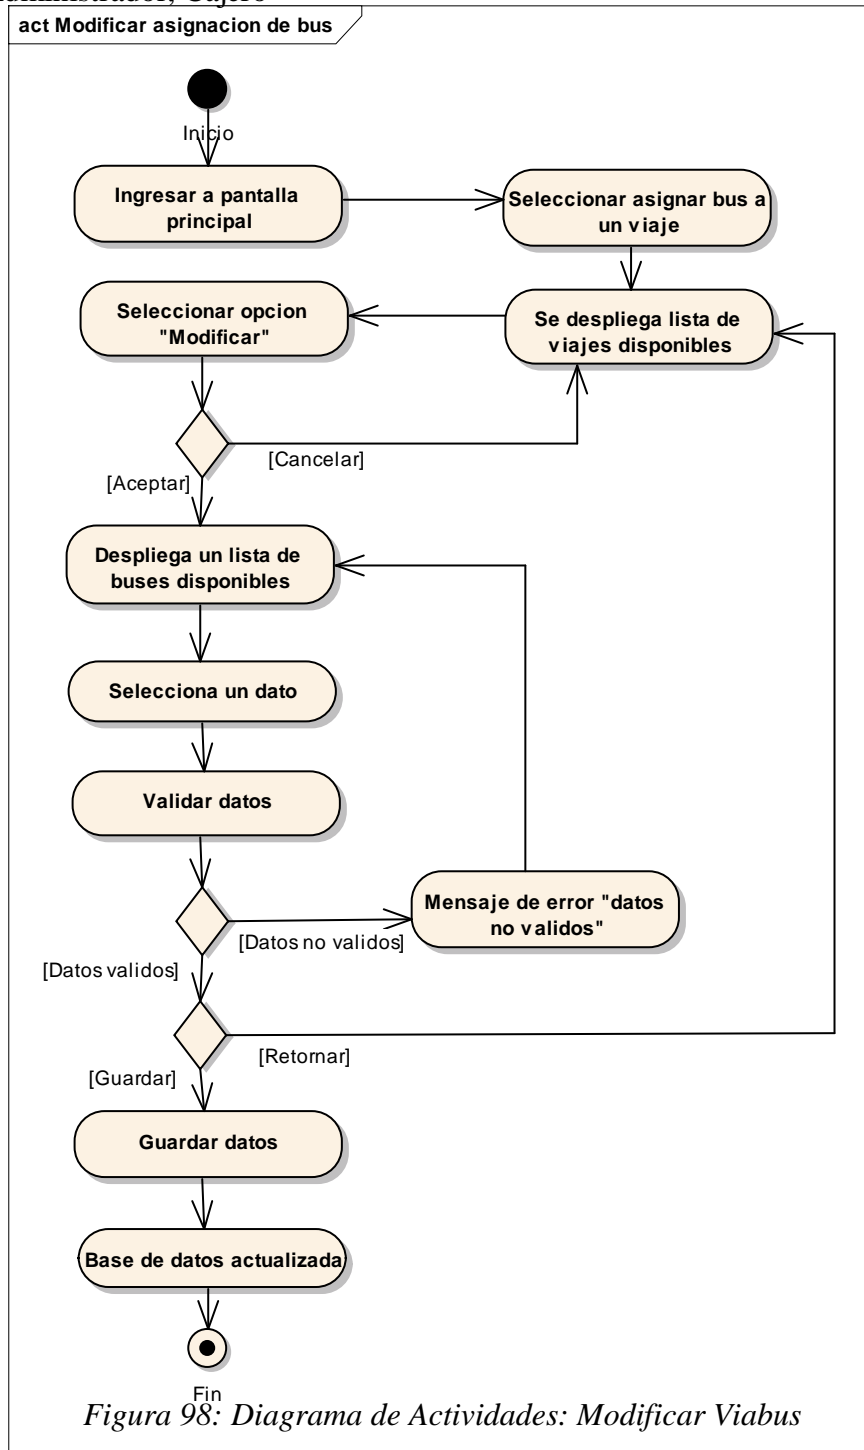 Cajero
act Modificar asignacion de bus
Inicio
Ingresar a pantalla
principal
Seleccionar asignar bus a
un viaje
Seleccionar opcion
"Modificar"
Se despliega lista de
viajes disponibles
[Cancelar]
[Aceptar]
Despliega un lista de
buses disponibles
Selecciona un dato
Validar datos
Mensaje de error "datos
no validos"
[Datos no validos]
[Datos validos]
[Retornar]
[Guardar]
Guardar datos
Base de datos actualizada
Fin
Figura 98: Diagrama de Actividades: Modificar Viabus